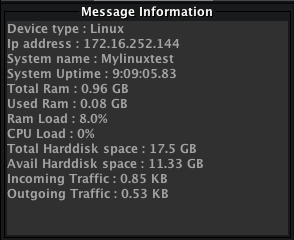 Message Information
Device type : Linux
Ip address : 172.16.252.144
System name : Mylinuxtest
System Uptime : 9:09:05.83
Total Ram : 0.96 GB
Used Ram : 0.08 GB
Ram Load : 8.0%
CPU Load : 0%
Total Harddisk space : 17.5 GB
Avail Harddisk space : 11.33 GB
Incoming Traffic : 0.85 KB
Outgoing Traffic : 0.53 KB